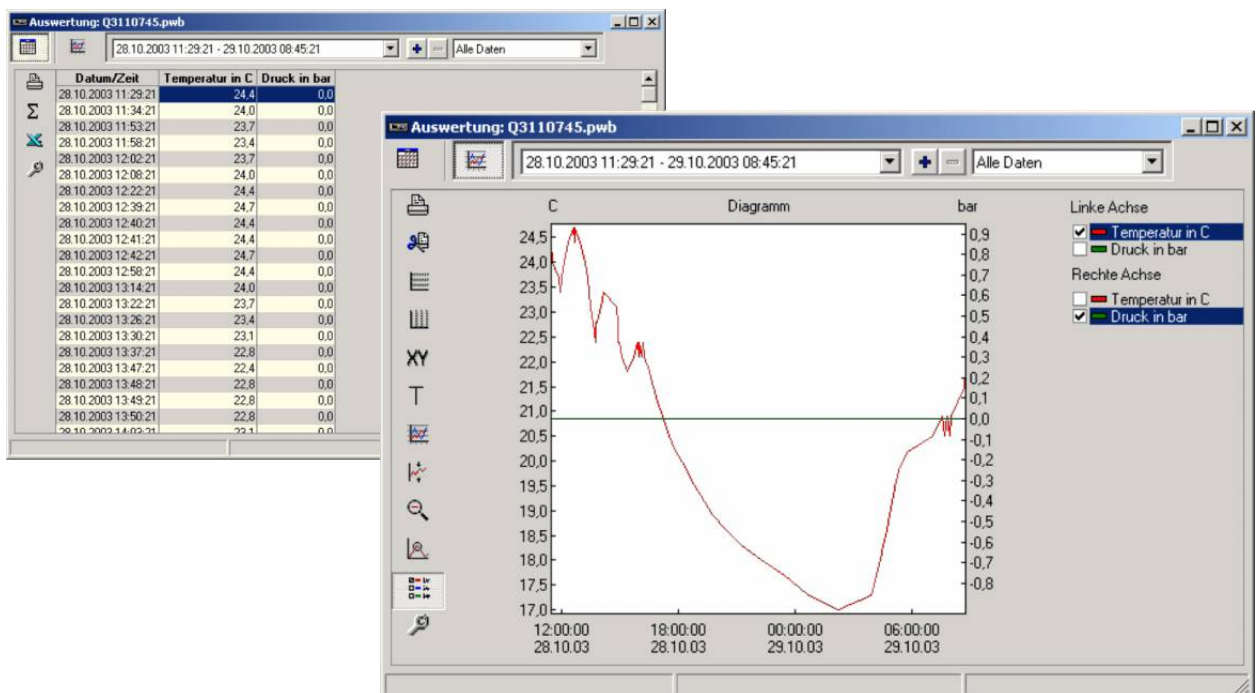 Auswertung: Q3110745.pwb
28.10.2003 11:29:21 - 29.10.2003 08:45:21 Alle Daten
Datum/Zeit Temperatur in C Druck in bar
28.10.2003 11:29:21 24,4 0,0
28.10.2003 11:34:21 24,0 0,0
28.10.2003 11:53:21 23,7 0,0
28.10.2003 11:58:21 23,4 0,0
28.10.2003 12:02:21 23,7 0,0
28.10.2003 12:08:21 24,0 0,0
28.10.2003 12:22:21 24,4 0,0
28.10.2003 12:39:21 24,7 0,0
28.10.2003 12:40:21 24,4 0,0
28.10.2003 12:41:21 24,4 0,0
28.10.2003 12:42:21 24,7 0,0
28.10.2003 12:58:21 24,4 0,0
28.10.2003 13:14:21 24,0 0,0
28.10.2003 13:22:21 23,7 0,0
28.10.2003 13:26:21 23,4 0,0
28.10.2003 13:30:21 23,1 0,0
28.10.2003 13:37:21 22,8 0,0
28.10.2003 13:47:21 22,4 0,0
28.10.2003 13:48:21 22,8 0,0
28.10.2003 13:49:21 22,8 0,0
28.10.2003 13:50:21 22,8 0,0
28.10.2003 14:03:21 23,1 0,0
Auswertung: Q3110745.pwb
28.10.2003 11:29:21 - 29.10.2003 08:45:21 Alle Daten
C Diagramm bar
24,5
24,0
23,5
23,0
22,5
22,0
21,5
21,0
20,5
20,0
19,5
19,0
18,5
18,0
17,5
17,0
0,9
0,8
0,7
0,6
0,5
0,4
0,3
0,2
0,1
0,0
-0,1
-0,2
-0,3
-0,4
-0,5
-0,6
-0,7
-0,8
12:00:00 18:00:00 00:00:00 06:00:00
28.10.03 28.10.03 29.10.03 29.10.03
Linke Achse
Temperatur in C
Druck in bar
Rechte Achse
Temperatur in C
Druck in bar
Σ
XY
T